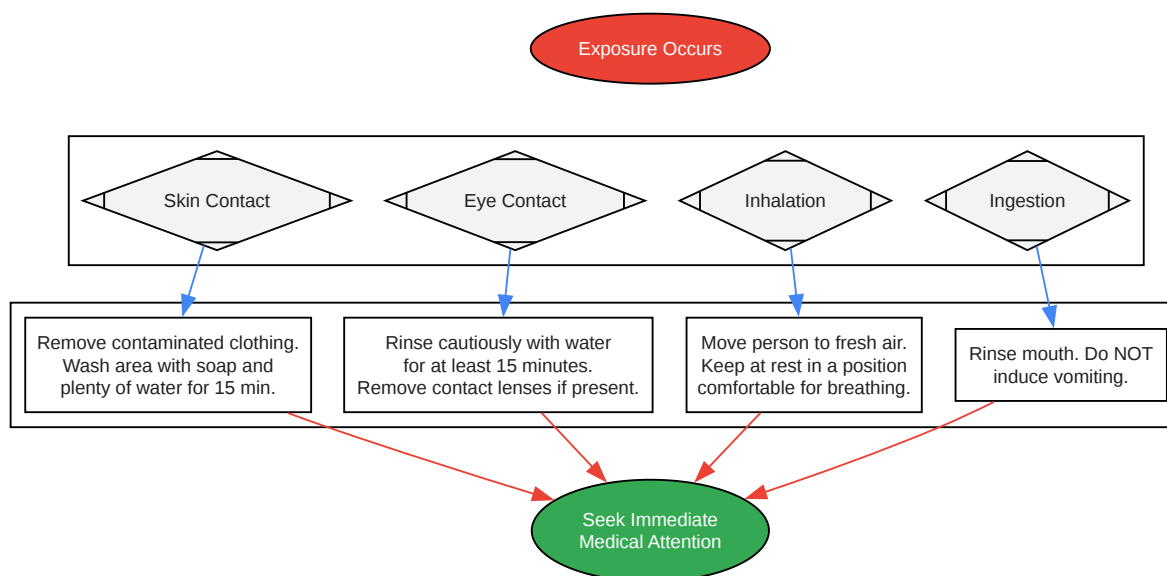 Exposure Occurs
Skin Contact
Eye Contact
Inhalation
Ingestion
Remove contaminated clothing.
Wash area with soap and
plenty of water for 15 min.
Rinse cautiously with water
for at least 15 minutes.
Remove contact lenses if present.
Move person to fresh air.
Keep at rest in a position
comfortable for breathing.
Rinse mouth. Do NOT
induce vomiting.
Seek Immediate
Medical Attention